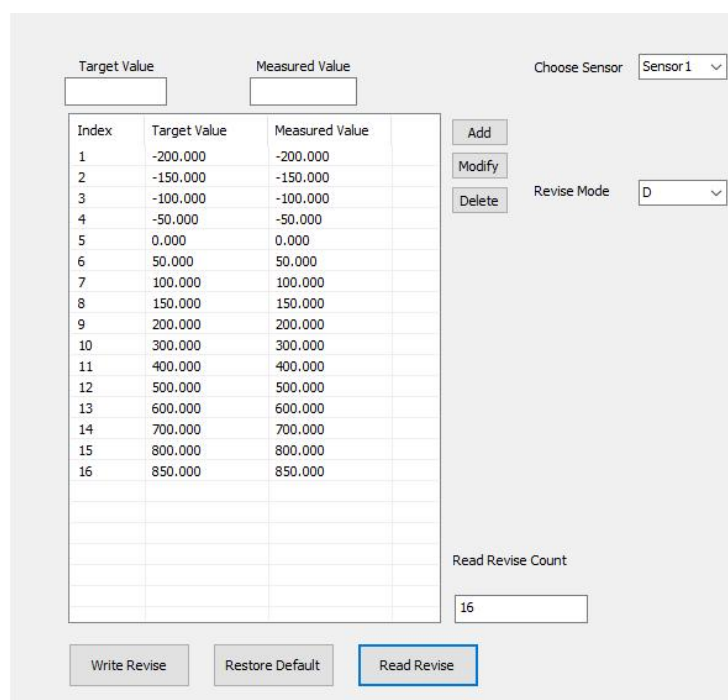 Target Value Measured Value Choose Sensor Sensor1
Index Target Value Measured Value
Add
1 -200.000 -200.000
Modify
2 -150.000 -150.000
3 -100.000 -100.000
Revise Mode D
Delete
4 -50.000 -50.000
5 0.000 0.000
6 50.000 50.000
7 100.000 100.000
8 150.000 150.000
9 200.000 200.000
10 300.000 300.000
11 400.000 400.000
12 500.000 500.000
13 600.000 600.000
14 700.000 700.000
15 800.000 800.000
16 850.000 850.000
Read Revise Count
16
Write Revise Restore Default Read Revise